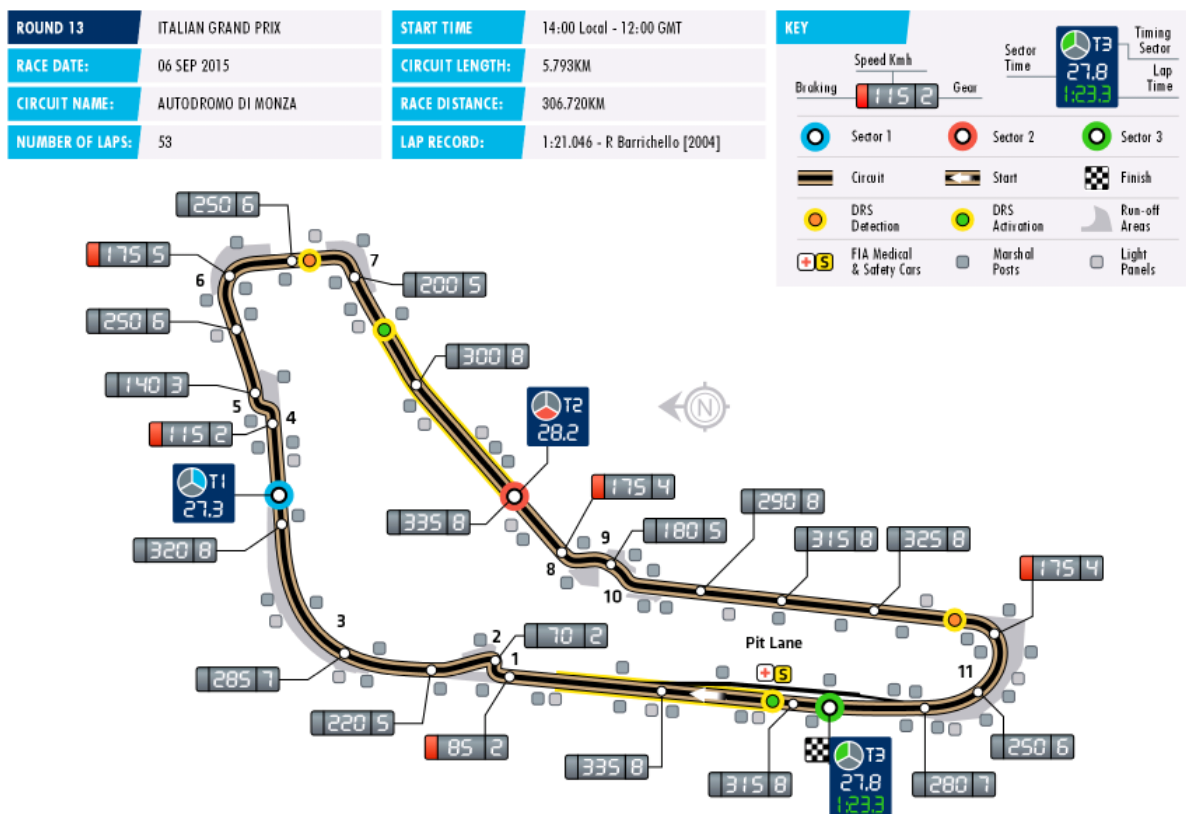 ROUND 13
ITALIAN GRAND PRIX
RACE DATE:
06 SEP 2015
CIRCUIT NAME:
AUTODROMO DI MONZA
NUMBER OF LAPS:
53
START TIME
14:00 Local - 12:00 GMT
CIRCUIT LENGTH:
5.793KM
RACE DISTANCE:
306.720KM
LAP RECORD:
1:21.046 - R Barrichello [2004]
KEY
Speed Kmh
Braking
115 2
Gear
Sector
Time
T3
27.8
1:23.3
Timing
Sector
Lap
Time
Sector 1
Sector 2
Sector 3
Circuit
Start
Finish
DRS
Detection
DRS
Activation
Run-off
Areas
+ S
FIA Medical
& Safety Cars
Marshal
Posts
Light
Panels
250 6
175 5
6
7
200 5
250 6
300 8
140 3
5
4
115 2
N
T2
28.2
T1
27.3
335 8
175 4
290 8
320 8
9
180 5
315 8
325 8
8
10
175 4
3
2
70 2
1
Pit Lane
+ S
11
285 7
220 5
85 2
335 8
315 8
T3
27.8
1:23.3
280 7
250 6